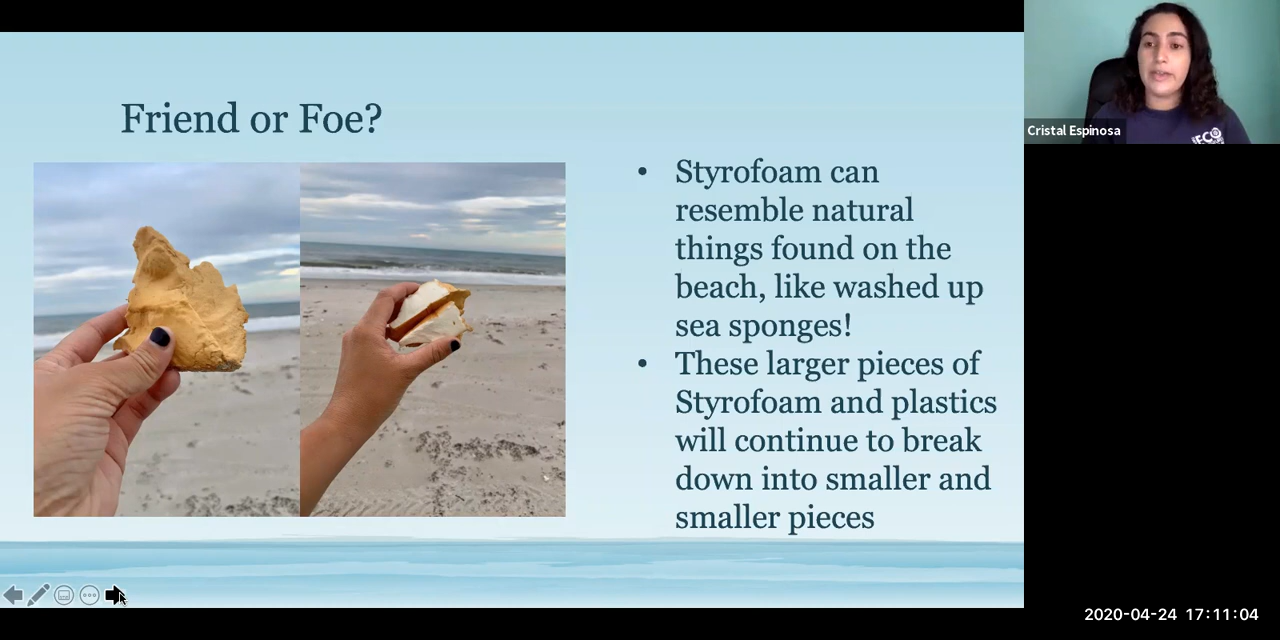 Friend or Foe?
• Styrofoam can
resemble natural
things found on the
beach, like washed up
sea sponges!
• These larger pieces of
Styrofoam and plastics
will continue to break
down into smaller and
smaller pieces
Cristal Espinosa
ECO
2020-04-24 17:11:04